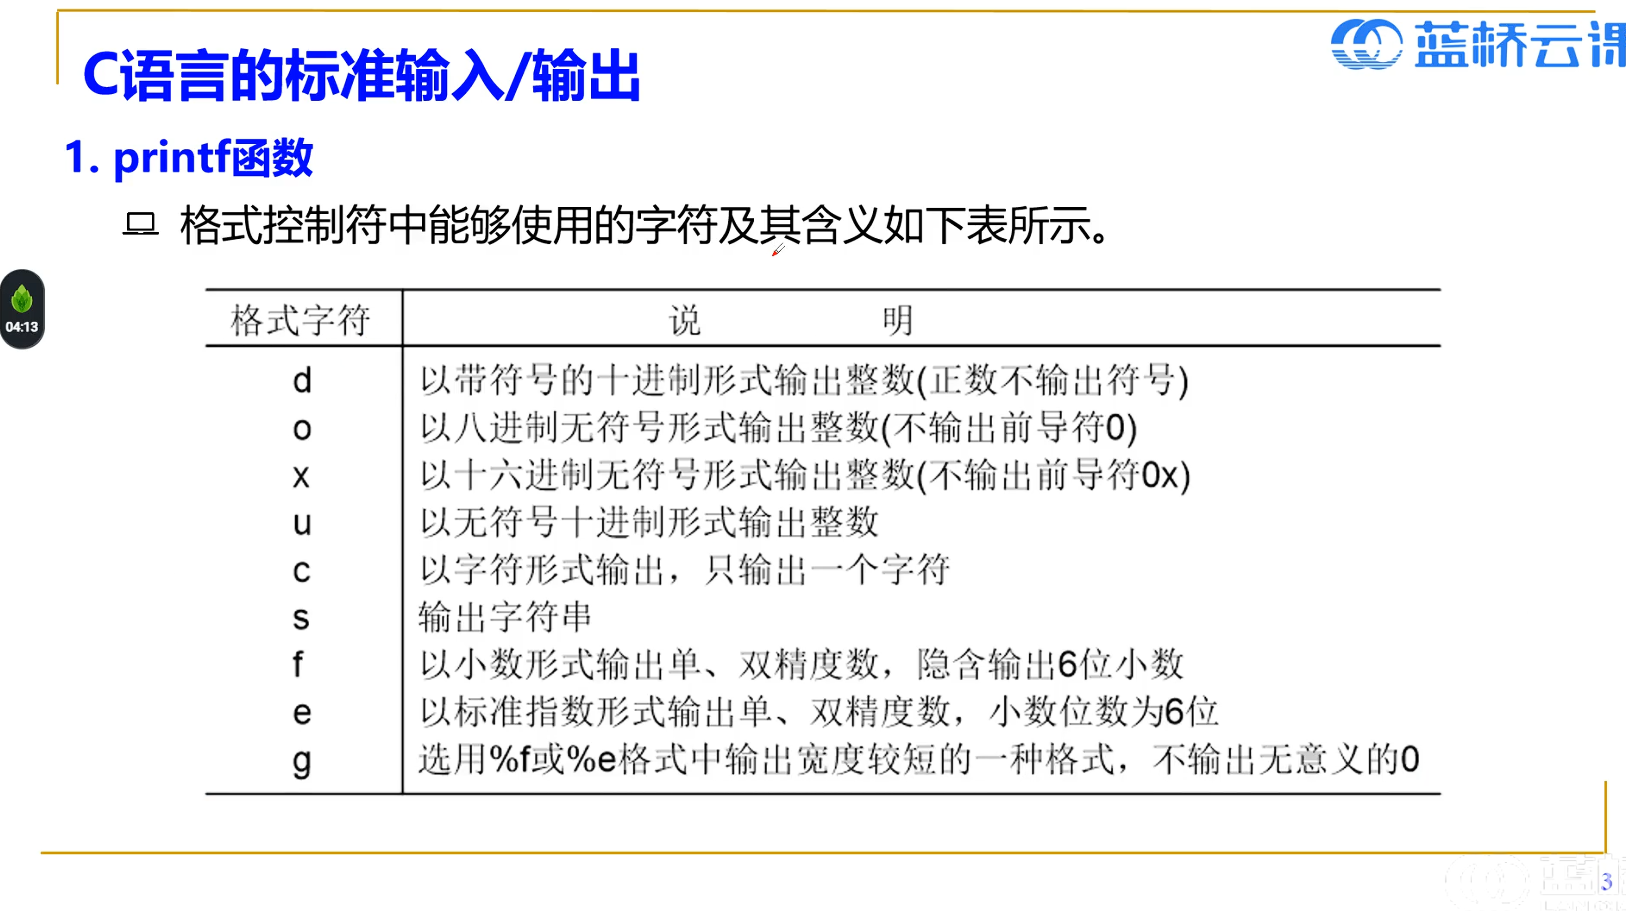 C语言的标准输入/输出
蓝桥云课
1. printf函数
格式控制符中能够使用的字符及其含义如下表所示。
04:13
格式字符 说 明
d 以带符号的十进制形式输出整数(正数不输出符号)
o 以八进制无符号形式输出整数(不输出前导符0)
x 以十六进制无符号形式输出整数(不输出前导符0x)
u 以无符号十进制形式输出整数
c 以字符形式输出，只输出一个字符
s 输出字符串
f 以小数形式输出单、双精度数，隐含输出6位小数
e 以标准指数形式输出单、双精度数，小数位数为6位
g 选用%f或%e格式中输出宽度较短的一种格式，不输出无意义的0
3